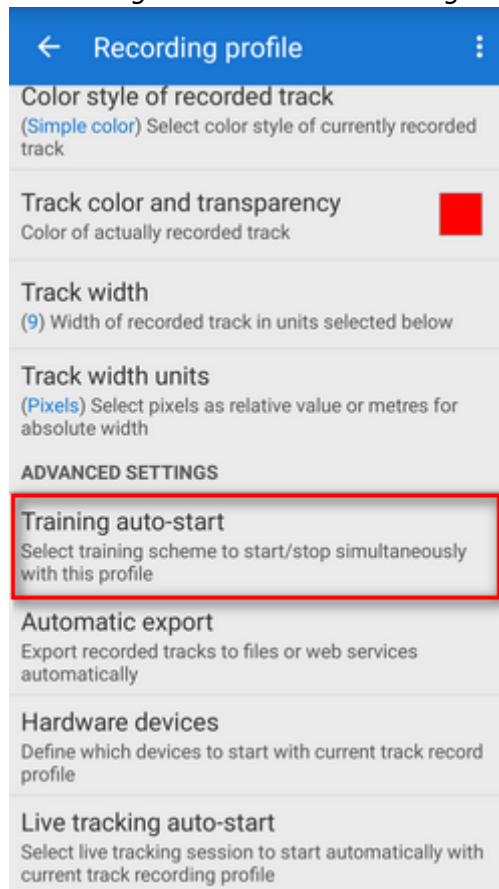 Recording profile
Color style of recorded track
(Simple color) Select color style of currently recorded
track
Track color and transparency
Color of actually recorded track
Track width
(9) Width of recorded track in units selected below
Track width units
(Pixels) Select pixels as relative value or metres for
absolute width
ADVANCED SETTINGS
Training auto-start
Select training scheme to start/stop simultaneously
with this profile
Automatic export
Export recorded tracks to files or web services
automatically
Hardware devices
Define which devices to start with current track record
profile
Live tracking auto-start
Select live tracking session to start automatically with
current track recording profile